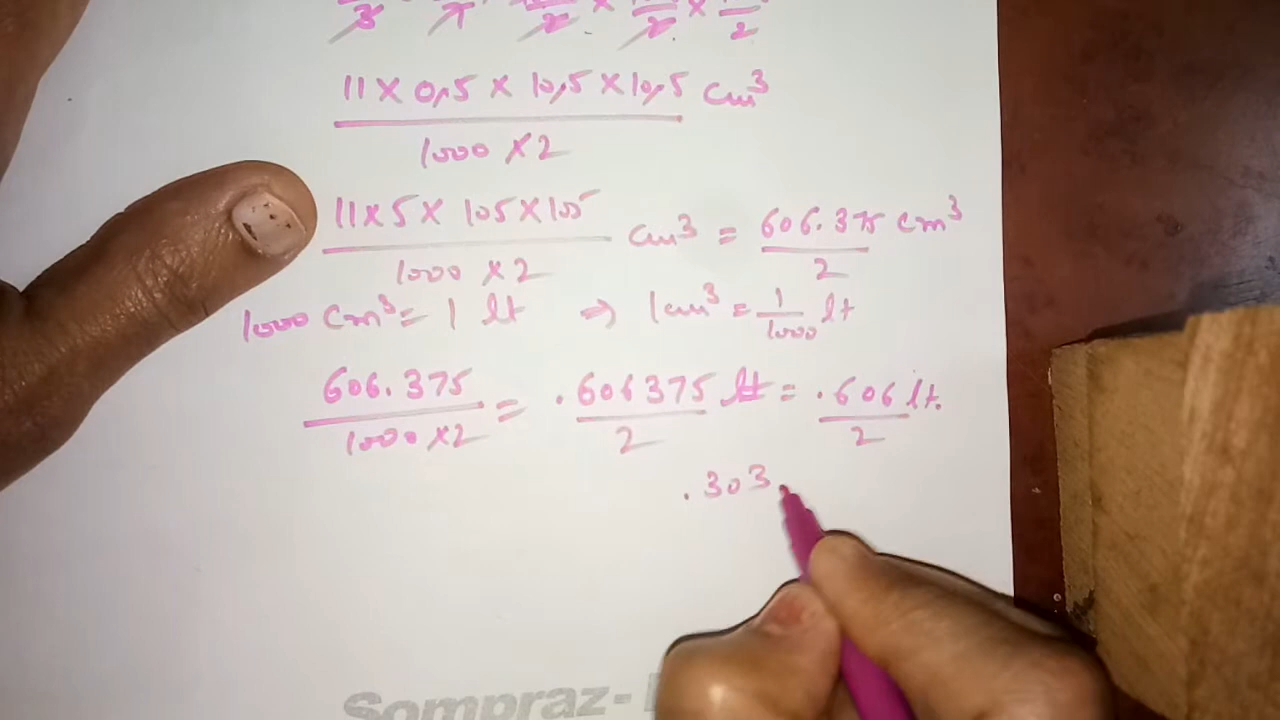 11 × 0.5 × 10.5 × 10.5 cm³
1000 × 2
11 × 5 × 105 × 105
1000 × 2
cm³ = 606.375 cm³
2
1000 cm³ = 1 lt ⇒ 1cm³ = 1/1000 lt
606.375 = .606375 lt = .606 lt.
1000 × 2 2 2
.303.
Sompraz-